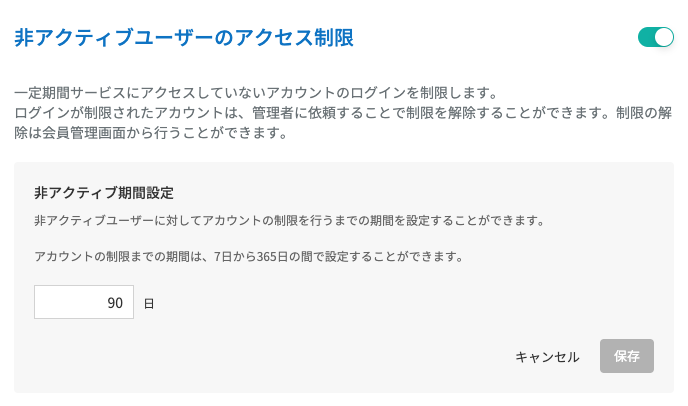 非アクティブユーザーのアクセス制限
一定期間サービスにアクセスしていないアカウントのログインを制限します。
ログインが制限されたアカウントは、管理者に依頼することで制限を解除することができます。制限の解
除は会員管理画面から行うことができます。
非アクティブ期間設定
非アクティブユーザーに対してアカウントの制限を行うまでの期間を設定することができます。
アカウントの制限までの期間は、7日から365日の間で設定することができます。
90 日
キャンセル 保存